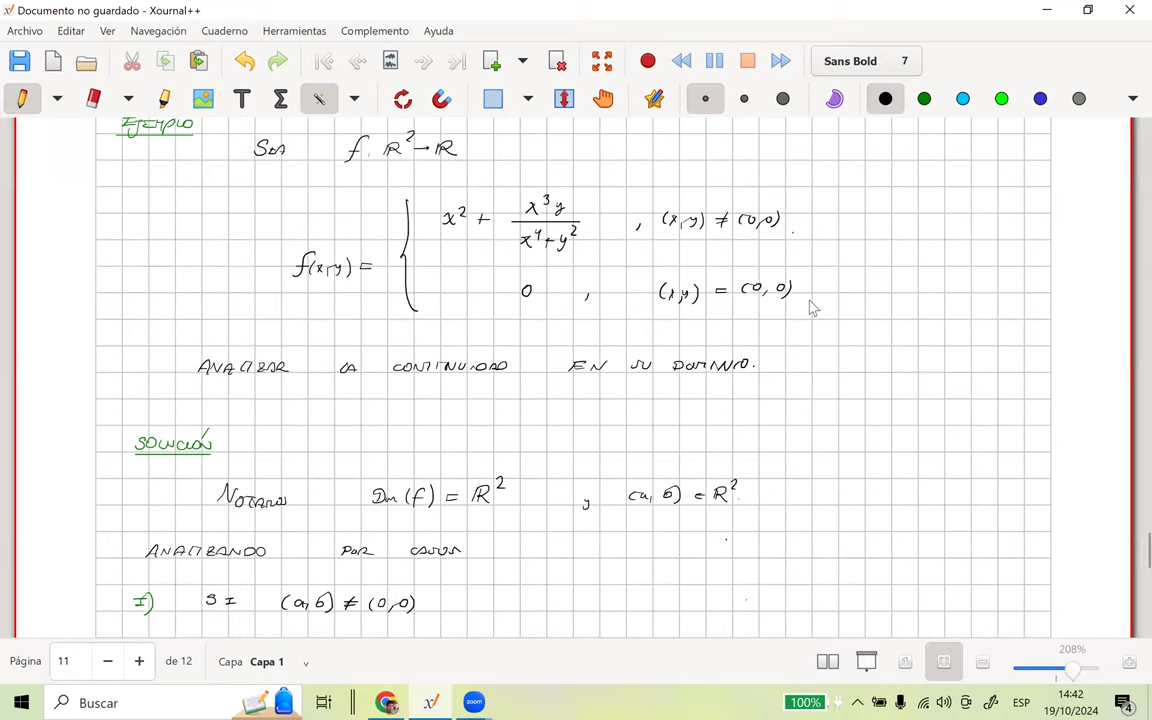 Documento no guardado - Xournal++
Archivo Editar Ver Navegación Cuaderno Herramientas Complemento Ayuda
Sans Bold 7
Ejemplo
SEA f: ℝ² → ℝ
f(x,y) = { x² + x³y / (x⁴+y²) , (x,y) ≠ (0,0).
0 , (x,y) = (0,0)
ANALIZAR LA CONTINUIDAD EN SU DOMINIO.
SOLUCIÓN
NOTAMOS Dom(f) = ℝ² y (a,b) ∈ ℝ².
ANALIZANDO POR CASOS
I) SI (a,b) ≠ (0,0)
Página 11 de 12 Capa Capa 1 208%
Buscar zoom 100% ESP 14:42
19/10/2024 4